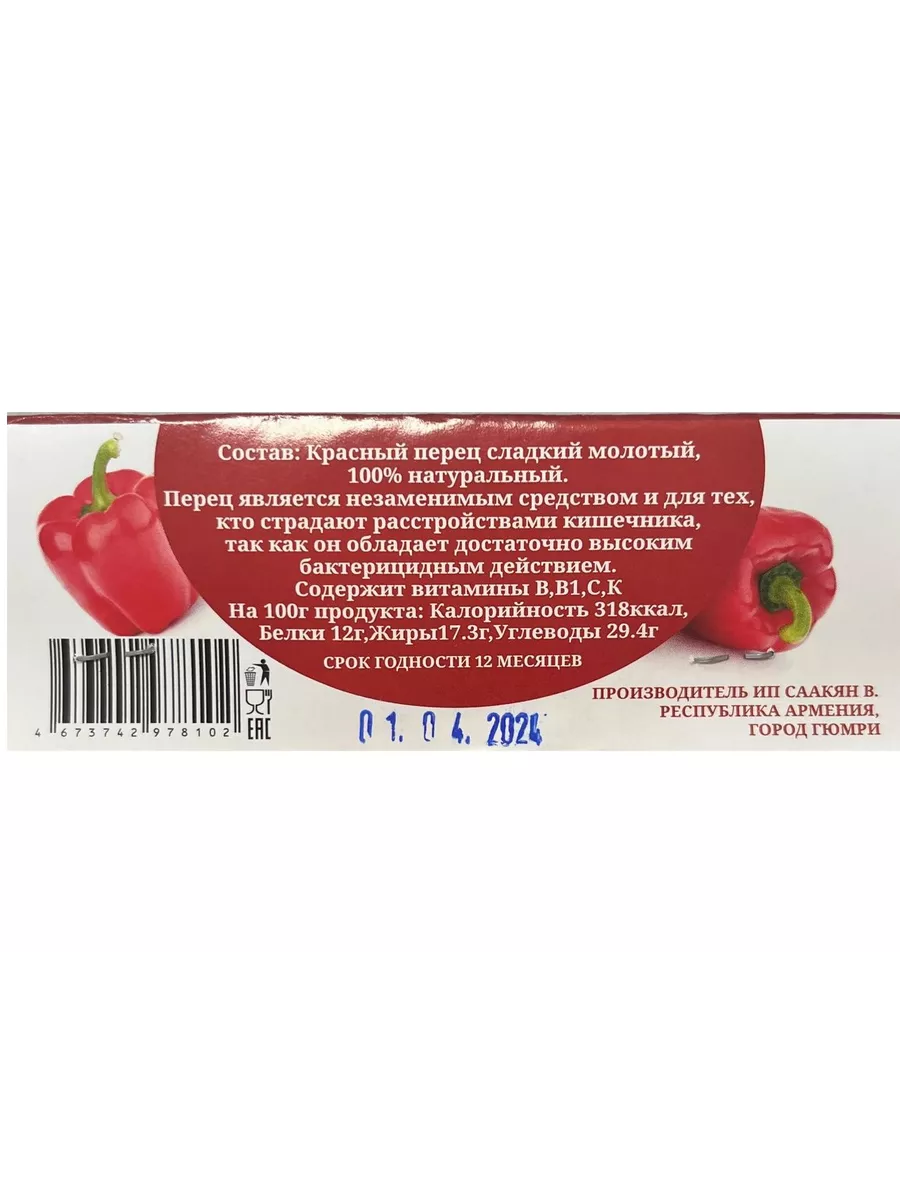 Состав: Красный перец сладкий молотый,
100% натуральный.
Перец является незаменимым средством и для тех,
кто страдают расстройствами кишечника,
так как он обладает достаточно высоким
бактерицидным действием.
Содержит витамины В,В1,С,К
На 100г продукта: Калорийность 318ккал,
Белки 12г,Жиры17.3г,Углеводы 29.4г
СРОК ГОДНОСТИ 12 МЕСЯЦЕВ
ПРОИЗВОДИТЕЛЬ ИП СААКЯН В.
РЕСПУБЛИКА АРМЕНИЯ,
ГОРОД ГЮМРИ
4 673742 978102
EAC
01.04.2024